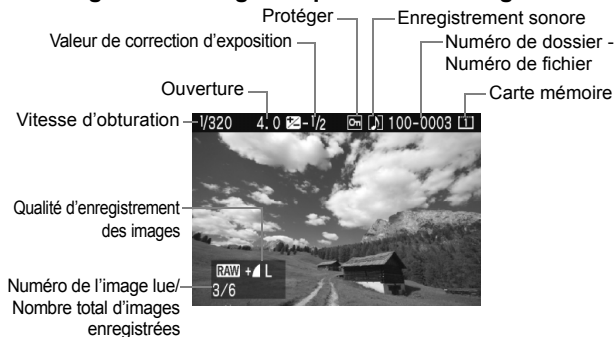 Protéger
Enregistrement sonore
Valeur de correction d'exposition
Numéro de dossier -
Numéro de fichier
Ouverture
Carte mémoire
Vitesse d'obturation
1/320 4.0 -1/2 100-0003 1
Qualité d'enregistrement
des images
RAW + L
3/6
Numéro de l'image lue/
Nombre total d'images
enregistrées